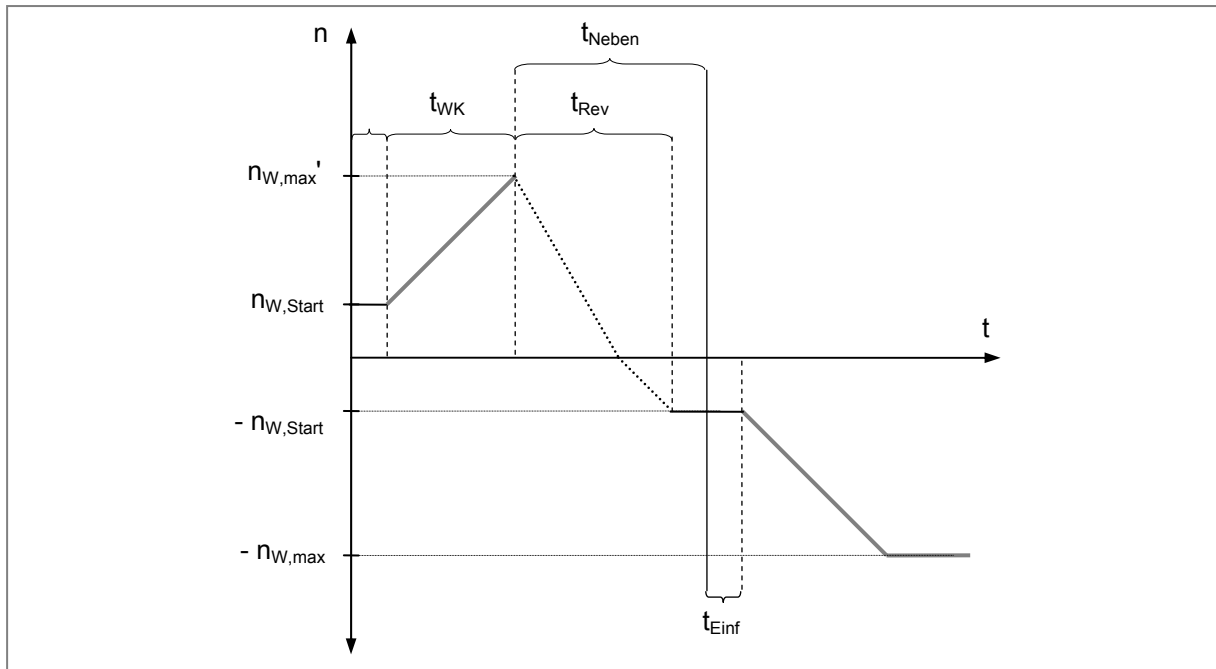 n
t_Neben
t_WK
t_Rev
n_W,max'
n_W,Start
t
- n_W,Start
- n_W,max
t_Einf